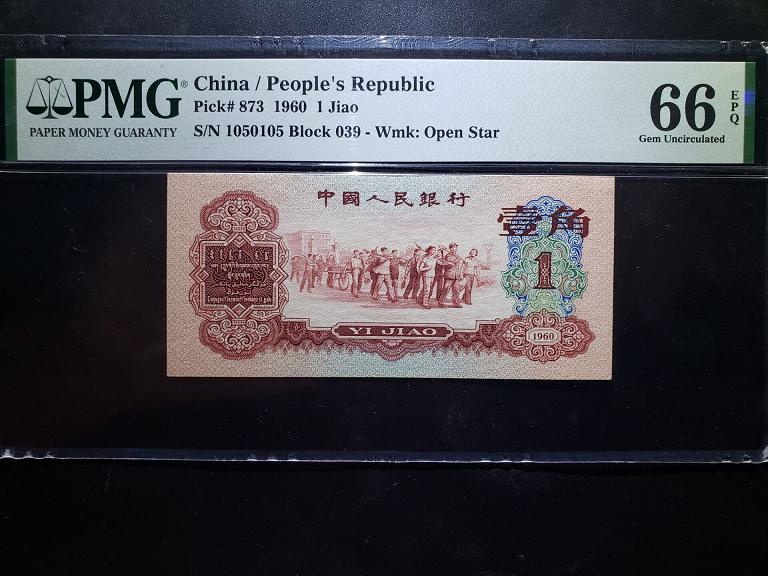 PMG®
PAPER MONEY GUARANTY
China / People's Republic
Pick# 873 1960 1 Jiao
S/N 1050105 Block 039 - Wmk: Open Star
66 EPQ
Gem Uncirculated
中國人民銀行
壹角
1
YI JIAO
1960